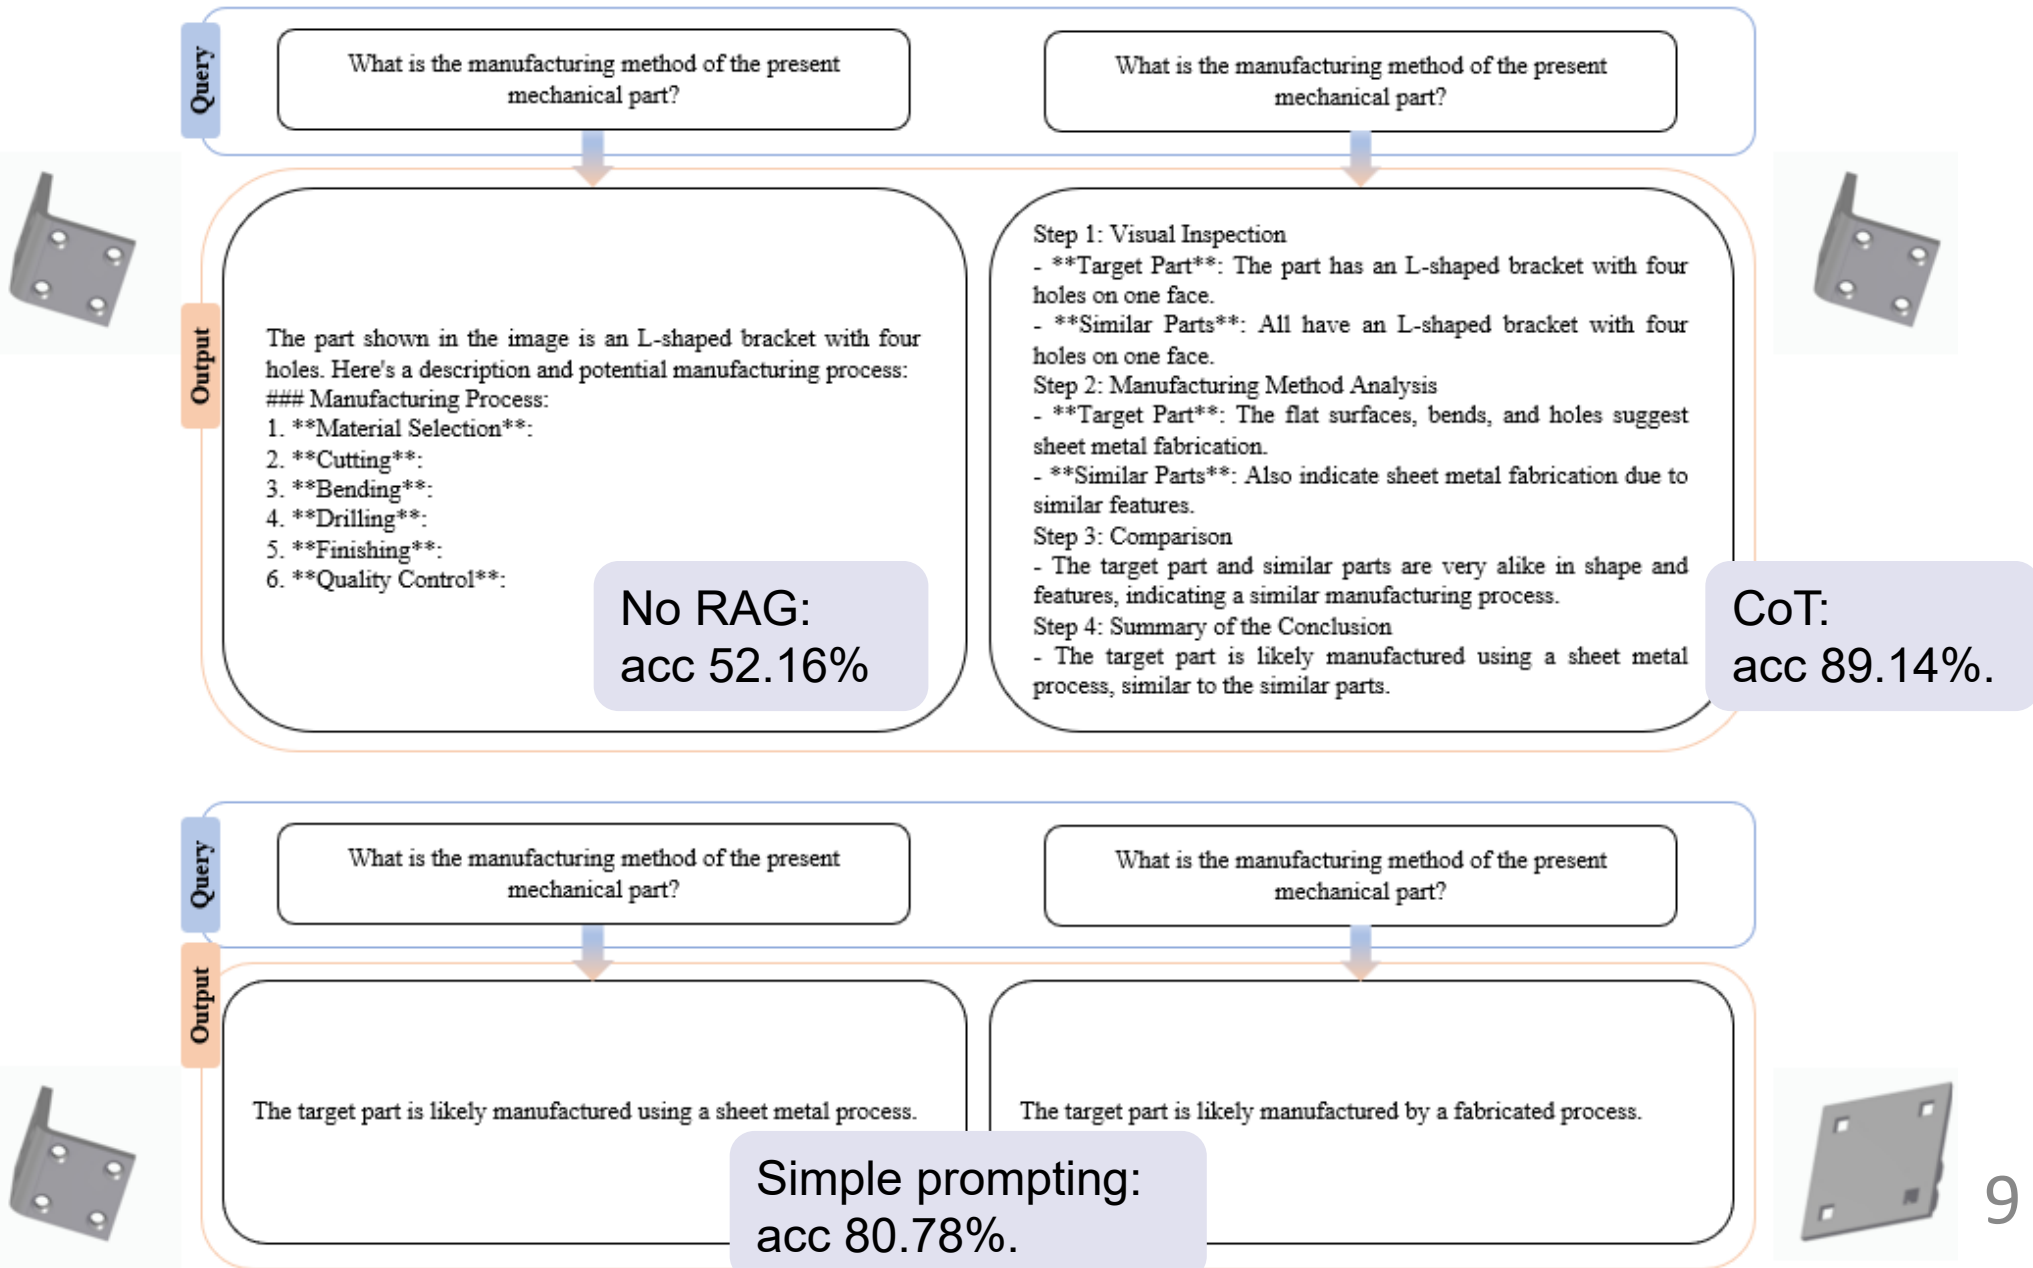 Query
What is the manufacturing method of the present
mechanical part?
What is the manufacturing method of the present
mechanical part?
Output
The part shown in the image is an L-shaped bracket with four
holes. Here's a description and potential manufacturing process:
### Manufacturing Process:
1. **Material Selection**:
2. **Cutting**:
3. **Bending**:
4. **Drilling**:
5. **Finishing**:
6. **Quality Control**:
No RAG:
acc 52.16%
Step 1: Visual Inspection
- **Target Part**: The part has an L-shaped bracket with four
holes on one face.
- **Similar Parts**: All have an L-shaped bracket with four
holes on one face.
Step 2: Manufacturing Method Analysis
- **Target Part**: The flat surfaces, bends, and holes suggest
sheet metal fabrication.
- **Similar Parts**: Also indicate sheet metal fabrication due to
similar features.
Step 3: Comparison
- The target part and similar parts are very alike in shape and
features, indicating a similar manufacturing process.
Step 4: Summary of the Conclusion
- The target part is likely manufactured using a sheet metal
process, similar to the similar parts.
CoT:
acc 89.14%.
Query
What is the manufacturing method of the present
mechanical part?
What is the manufacturing method of the present
mechanical part?
Output
The target part is likely manufactured using a sheet metal process.
The target part is likely manufactured by a fabricated process.
Simple prompting:
acc 80.78%.
9